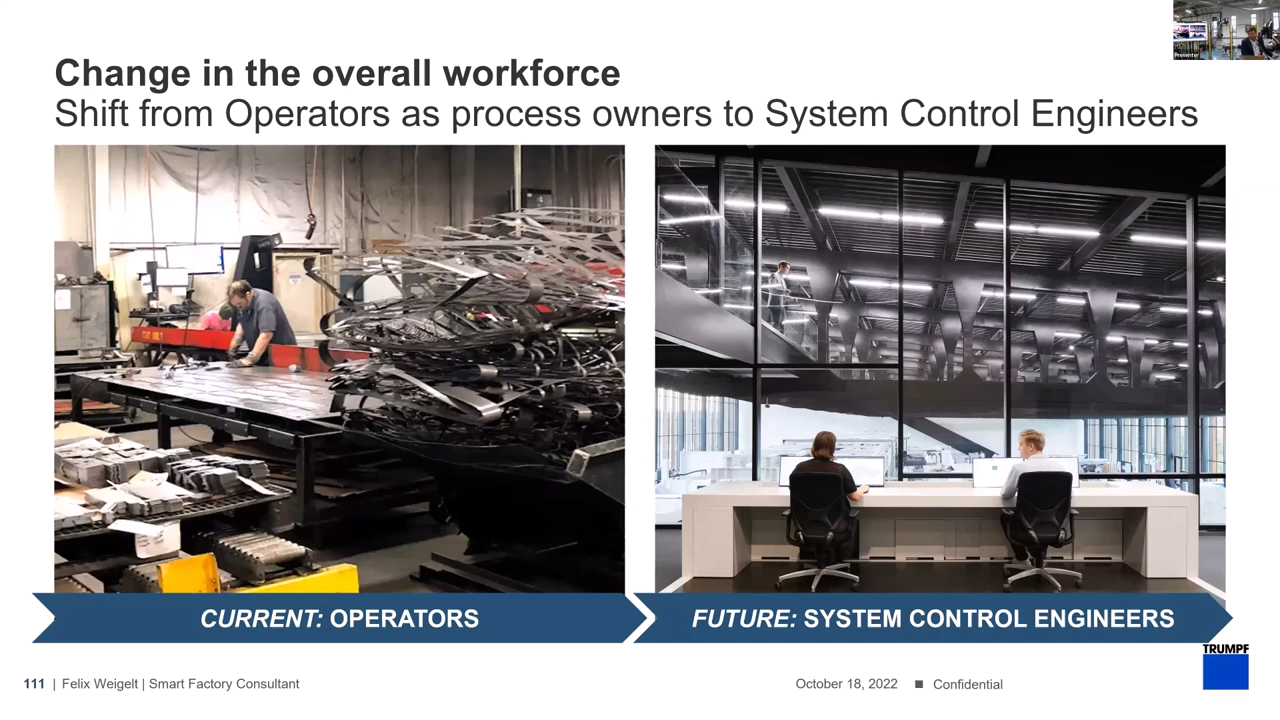 Change in the overall workforce
Shift from Operators as process owners to System Control Engineers
Presenter
CURRENT: OPERATORS
FUTURE: SYSTEM CONTROL ENGINEERS
TRUMPF
111 | Felix Weigelt | Smart Factory Consultant
October 18, 2022 ■ Confidential